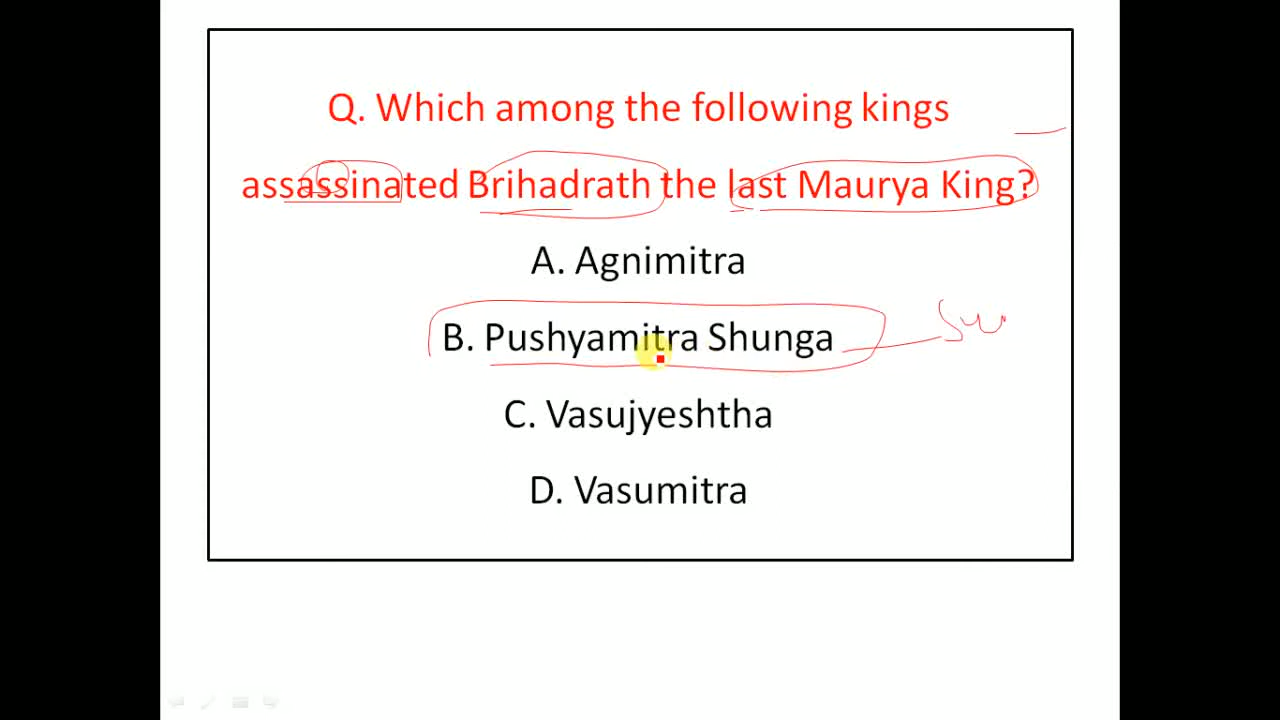 Q. Which among the following kings
assassinated Brihadrath the last Maurya King?
A. Agnimitra
B. Pushyamitra Shunga
C. Vasujyeshtha
D. Vasumitra